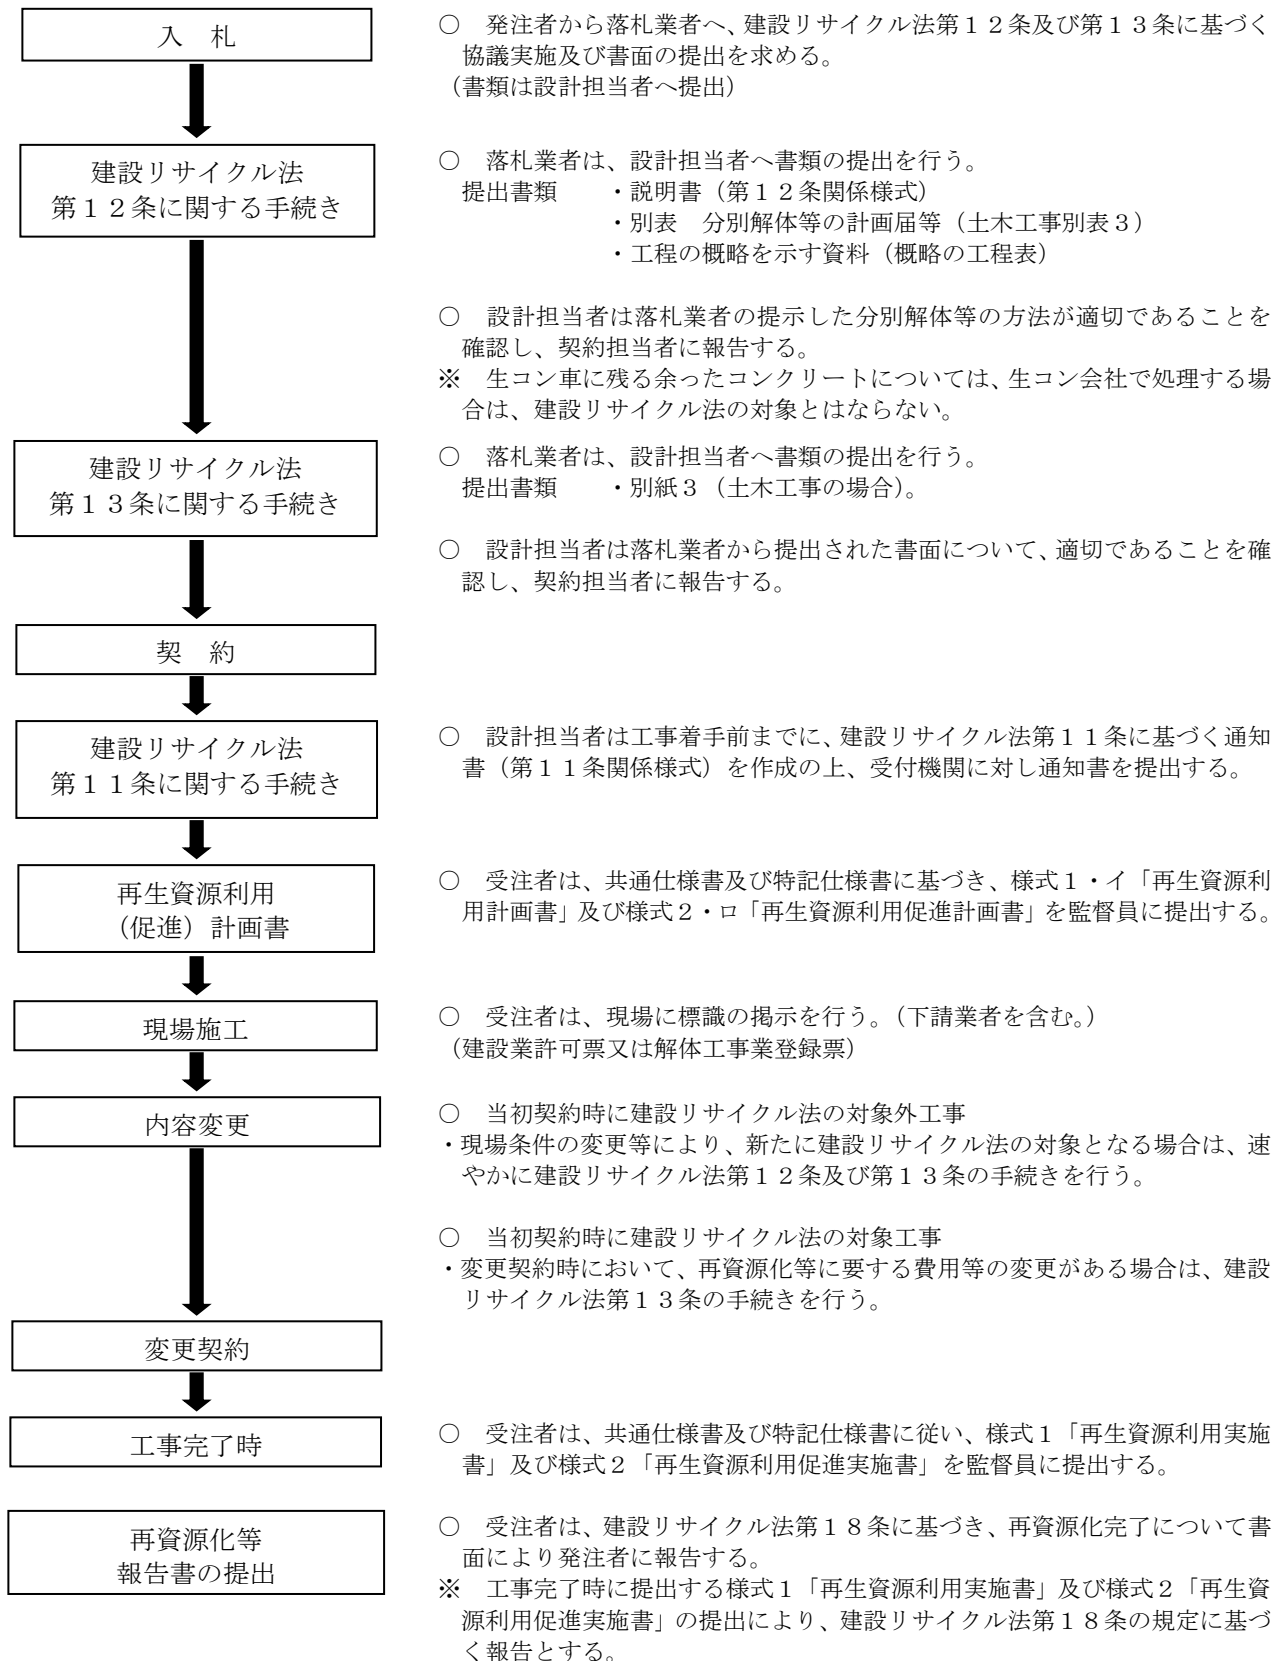 入　札
○　発注者から落札業者へ、建設リサイクル法第１２条及び第１３条に基づく
協議実施及び書面の提出を求める。
（書類は設計担当者へ提出）
建設リサイクル法
第１２条に関する手続き
○　落札業者は、設計担当者へ書類の提出を行う。
提出書類　　・説明書（第１２条関係様式）
・別表　分別解体等の計画届等（土木工事別表３）
・工程の概略を示す資料（概略の工程表）
○　設計担当者は落札業者の提示した分別解体等の方法が適切であることを
確認し、契約担当者に報告する。
※　生コン車に残る余ったコンクリートについては、生コン会社で処理する場
合は、建設リサイクル法の対象とはならない。
建設リサイクル法
第１３条に関する手続き
○　落札業者は、設計担当者へ書類の提出を行う。
提出書類　　・別紙３（土木工事の場合）。
○　設計担当者は落札業者から提出された書面について、適切であることを確
認し、契約担当者に報告する。
契　約
建設リサイクル法
第１１条に関する手続き
○　設計担当者は工事着手前までに、建設リサイクル法第１１条に基づく通知
書（第１１条関係様式）を作成の上、受付機関に対し通知書を提出する。
再生資源利用
（促進）計画書
○　受注者は、共通仕様書及び特記仕様書に基づき、様式１・イ「再生資源利
用計画書」及び様式２・ロ「再生資源利用促進計画書」を監督員に提出する。
現場施工
○　受注者は、現場に標識の掲示を行う。（下請業者を含む。）
（建設業許可票又は解体工事業登録票）
内容変更
○　当初契約時に建設リサイクル法の対象外工事
・現場条件の変更等により、新たに建設リサイクル法の対象となる場合は、速
やかに建設リサイクル法第１２条及び第１３条の手続きを行う。
○　当初契約時に建設リサイクル法の対象工事
・変更契約時において、再資源化等に要する費用等の変更がある場合は、建設
リサイクル法第１３条の手続きを行う。
変更契約
工事完了時
○　受注者は、共通仕様書及び特記仕様書に従い、様式１「再生資源利用実施
書」及び様式２「再生資源利用促進実施書」を監督員に提出する。
再資源化等
報告書の提出
○　受注者は、建設リサイクル法第１８条に基づき、再資源化完了について書
面により発注者に報告する。
※　工事完了時に提出する様式１「再生資源利用実施書」及び様式２「再生資
源利用促進実施書」の提出により、建設リサイクル法第１８条の規定に基づ
く報告とする。